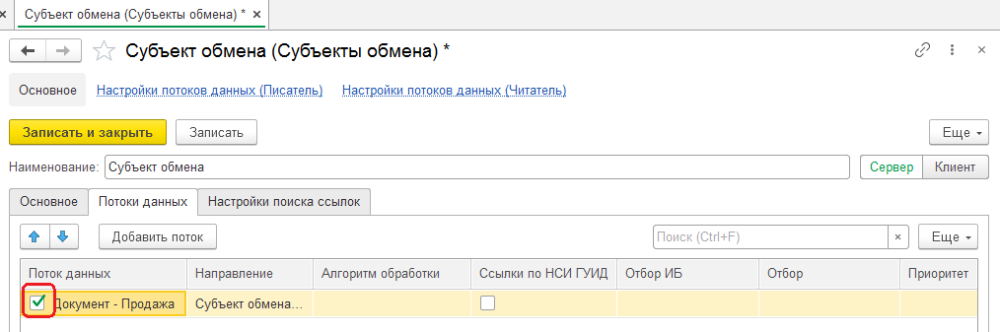 Субъект обмена (Субъекты обмена) *
Субъект обмена (Субъекты обмена) *
Основное Настройки потоков данных (Писатель) Настройки потоков данных (Читатель)
Записать и закрыть Записать Еще
Наименование: Субъект обмена Сервер Клиент
Основное Потоки данных Настройки поиска ссылок
Добавить поток Поиск (Ctrl+F) Еще
Поток данных Направление Алгоритм обработки Ссылки по НСИ ГУИД Отбор ИБ Отбор Приоритет
Документ - Продажа Субъект обмена...